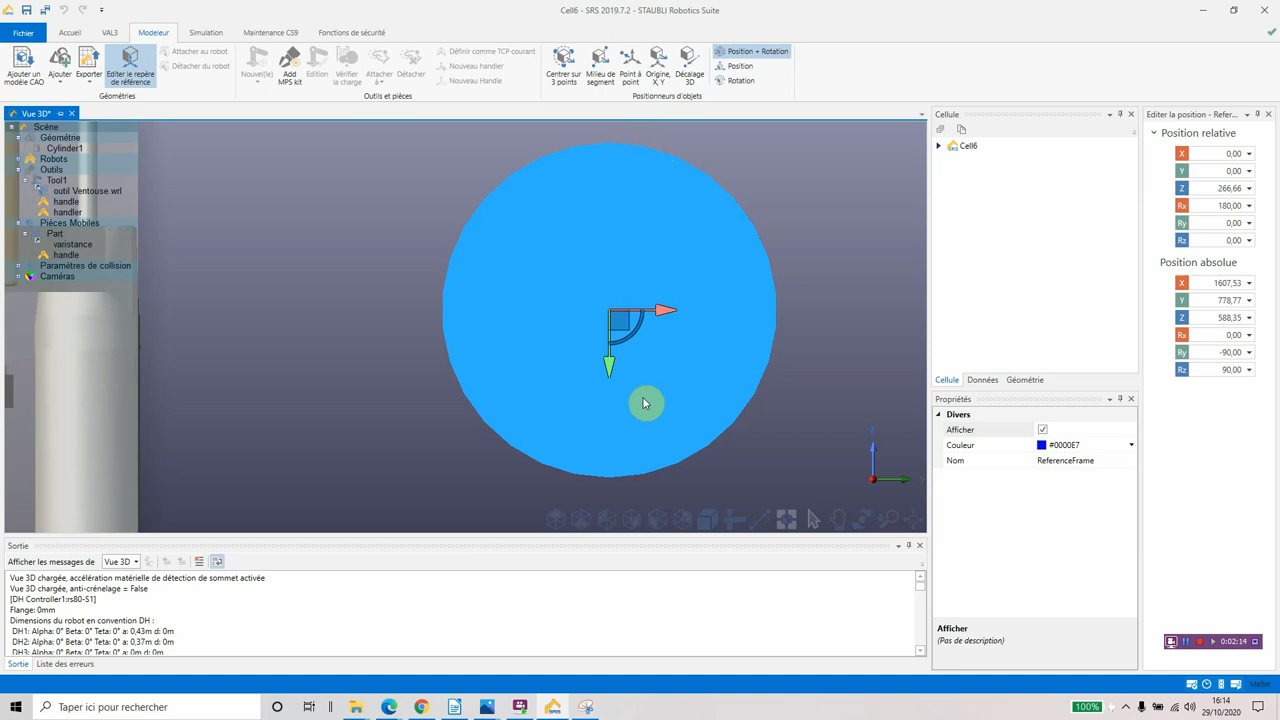 Cell6 - SRS 2019.7.2 - STAUBLI Robotics Suite
Fichier Accueil VAL3 Modeleur Simulation Maintenance CS9 Fonctions de sécurité
Ajouter un modèle CAO
Ajouter
Exporter
Editer le repère de référence
Attacher au robot
Détacher du robot
Géométries
Nouvel(le)
Add MPS kit
Edition
Vérifier la charge
Attacher à
Détacher
Définir comme TCP courant
Nouveau handler
Nouveau Handle
Outils et pièces
Centrer sur 3 points
Milieu de segment
Point à point
Origine, X, Y
Décalage 3D
Position + Rotation
Position
Rotation
Positionneurs d'objets
Vue 3D*
Scène
Géométrie
Cylinder1
Robots
Outils
Tool1
outil Ventouse.wrl
handle
handler
Pièces Mobiles
Part
varistance
handle
Paramètres de collision
Caméras
Z
Cellule
Cell6
Cellule Données Géométrie
Propriétés
Divers
Afficher
Couleur #0000E7
Nom ReferenceFrame
Afficher
(Pas de description)
Editer la position - Refer...
Position relative
X 0,00
Y 0,00
Z 266,66
Rx 180,00
Ry 0,00
Rz 0,00
Position absolue
X 1607,53
Y 778,77
Z 588,35
Rx 0,00
Ry -90,00
Rz 90,00
0:02:14
Sortie
Afficher les messages de Vue 3D
Vue 3D chargée, accélération matérielle de détection de sommet activée
Vue 3D chargée, anti-crénelage = False
[DH Controller1:rs80-S1]
Flange: 0mm
Dimensions du robot en convention DH :
DH1: Alpha: 0° Beta: 0° Teta: 0° a: 0,43m d: 0m
DH2: Alpha: 0° Beta: 0° Teta: 0° a: 0,37m d: 0m
DH3: Alpha: 0° Beta: 0° Teta: 0° a: 0m d: 0m
Sortie Liste des erreurs
Taper ici pour rechercher
100%
16:14
29/10/2020